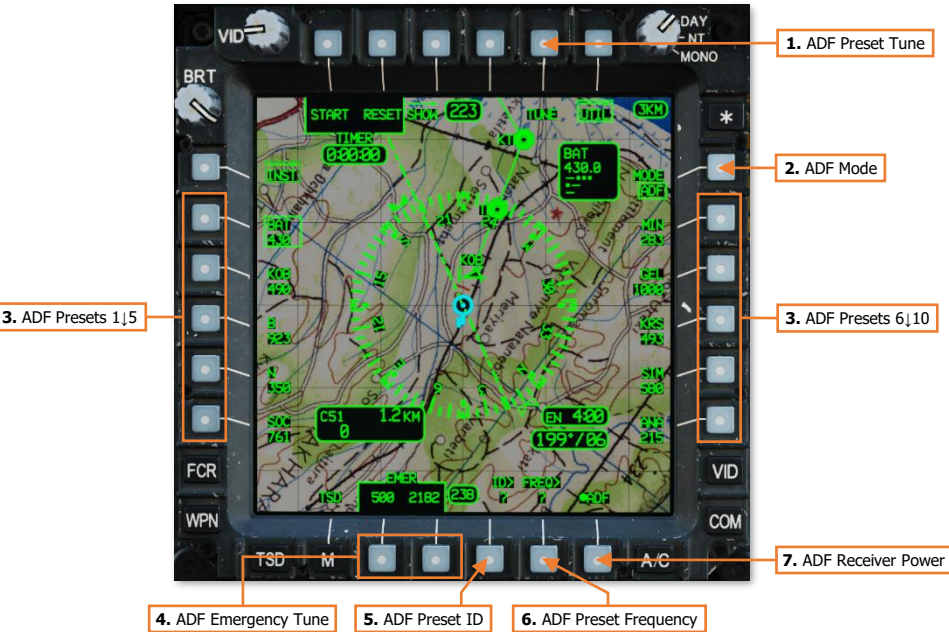 VID
DAY
NT
MONO
1. ADF Preset Tune
BRT
START RESET SHOW 223 TUNE UTIL 3KM
TIMER
0:00:00
K1
BAT
430.0
INST
MODE
ADF
2. ADF Mode
BAT
430
MIN
283
KOB
490
KOB
GEL
1000
3. ADF Presets 1↓5
B
923
KRS
493
3. ADF Presets 6↓10
N
350
SIM
580
SOC
761
ANA
215
C51 1.2 KM
0
EN 4:00
199°/06
FCR
VID
EMER
TSD 500 2182 238
ID> FREQ>
? ?
ADF
WPN
COM
TSD M A/C
7. ADF Receiver Power
4. ADF Emergency Tune
5. ADF Preset ID
6. ADF Preset Frequency